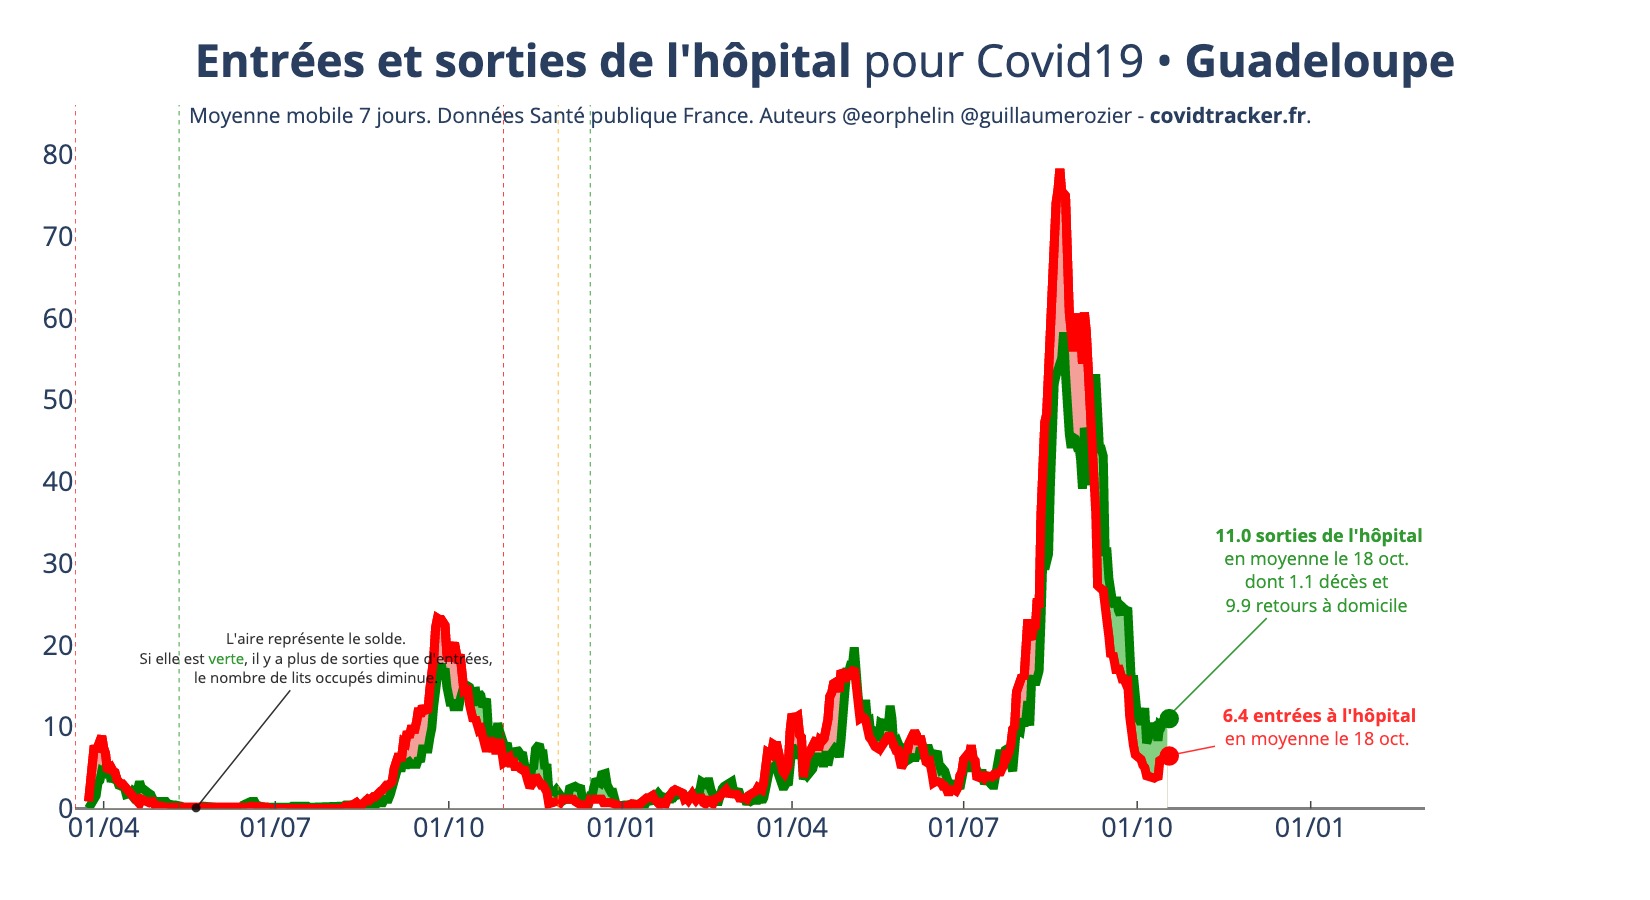 Entrées et sorties de l'hôpital pour Covid19 • Guadeloupe
Moyenne mobile 7 jours. Données Santé publique France. Auteurs @eorphelin @guillaumerozier - covidtracker.fr.
80
70
60
50
40
30
20
10
0
L'aire représente le solde.
Si elle est verte, il y a plus de sorties que d'entrées,
le nombre de lits occupés diminue.
11.0 sorties de l'hôpital
en moyenne le 18 oct.
dont 1.1 décès et
9.9 retours à domicile
6.4 entrées à l'hôpital
en moyenne le 18 oct.
01/04 01/07 01/10 01/01 01/04 01/07 01/10 01/01